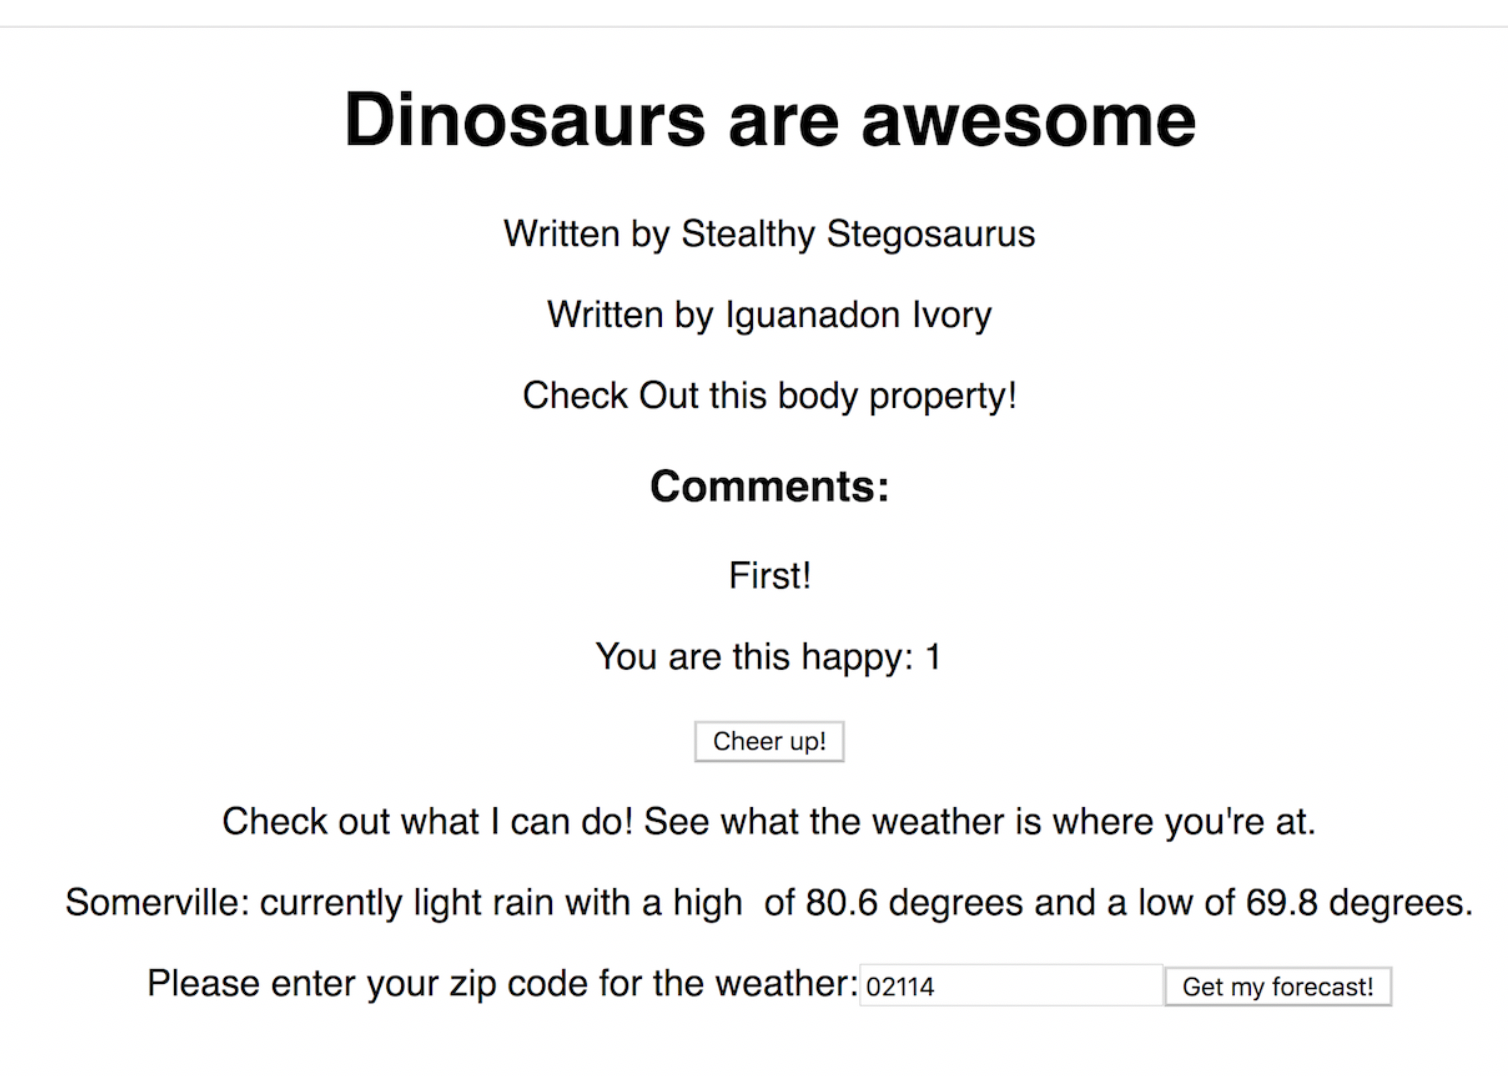 Dinosaurs are awesome
Written by Stealthy Stegosaurus
Written by Iguanadon Ivory
Check Out this body property!
Comments:
First!
You are this happy: 1
Cheer up!
Check out what I can do! See what the weather is where you're at.
Somerville: currently light rain with a high  of 80.6 degrees and a low of 69.8 degrees.
Please enter your zip code for the weather: 02114 Get my forecast!